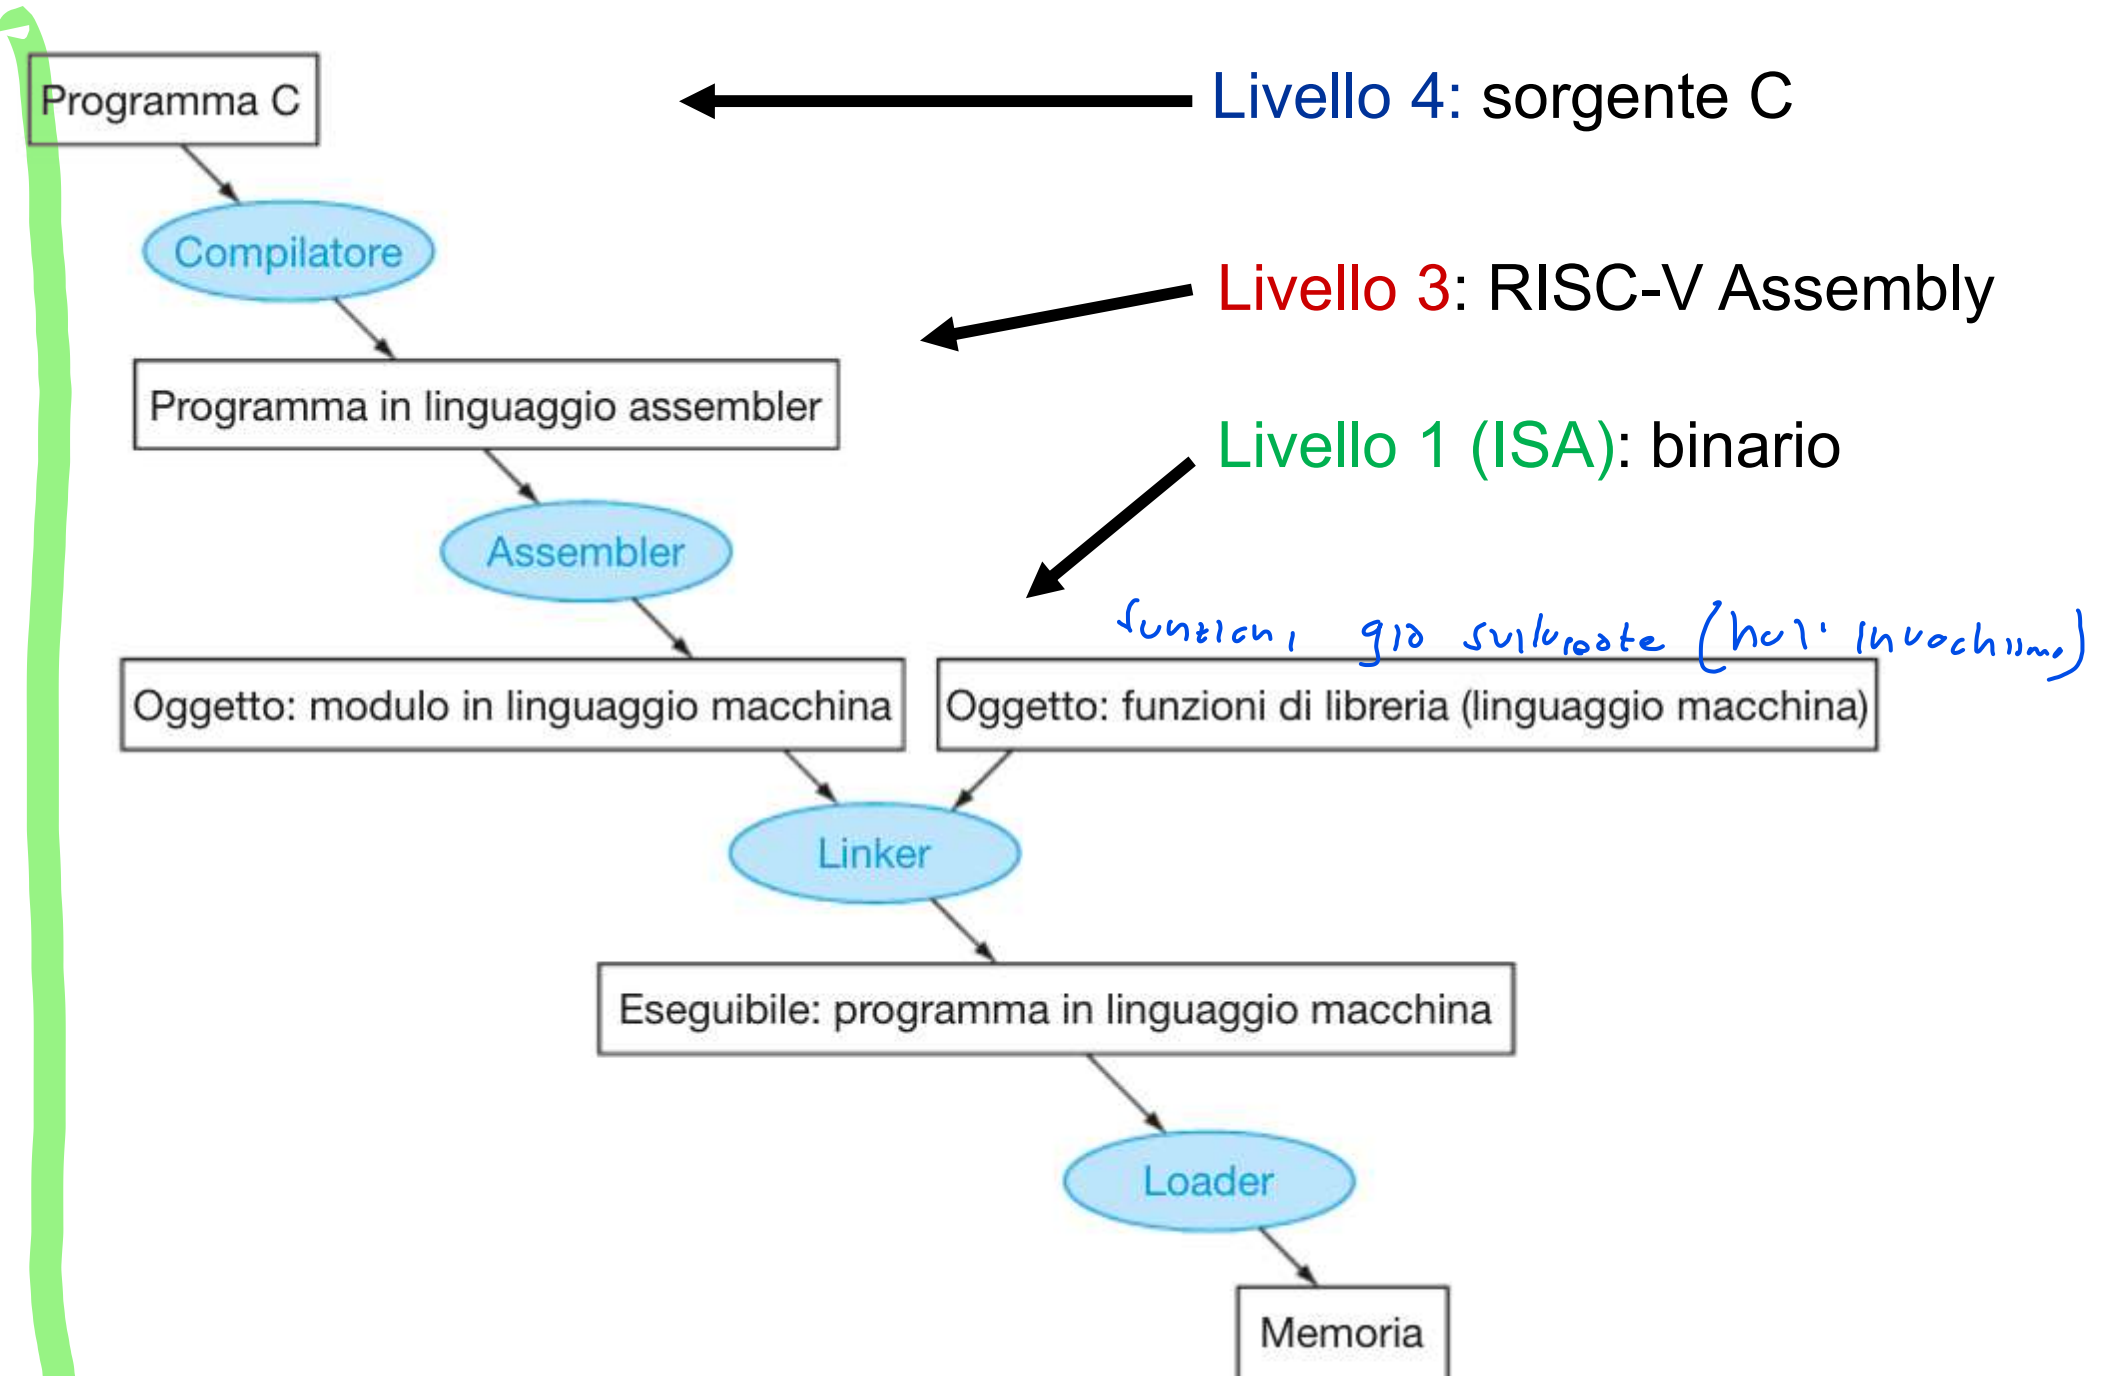 Programma C
Livello 4: sorgente C
Compilatore
Livello 3: RISC-V Assembly
Programma in linguaggio assembler
Livello 1 (ISA): binario
Assembler
funzioni già sviluppate (noi invochiamo)
Oggetto: modulo in linguaggio macchina
Oggetto: funzioni di libreria (linguaggio macchina)
Linker
Eseguibile: programma in linguaggio macchina
Loader
Memoria